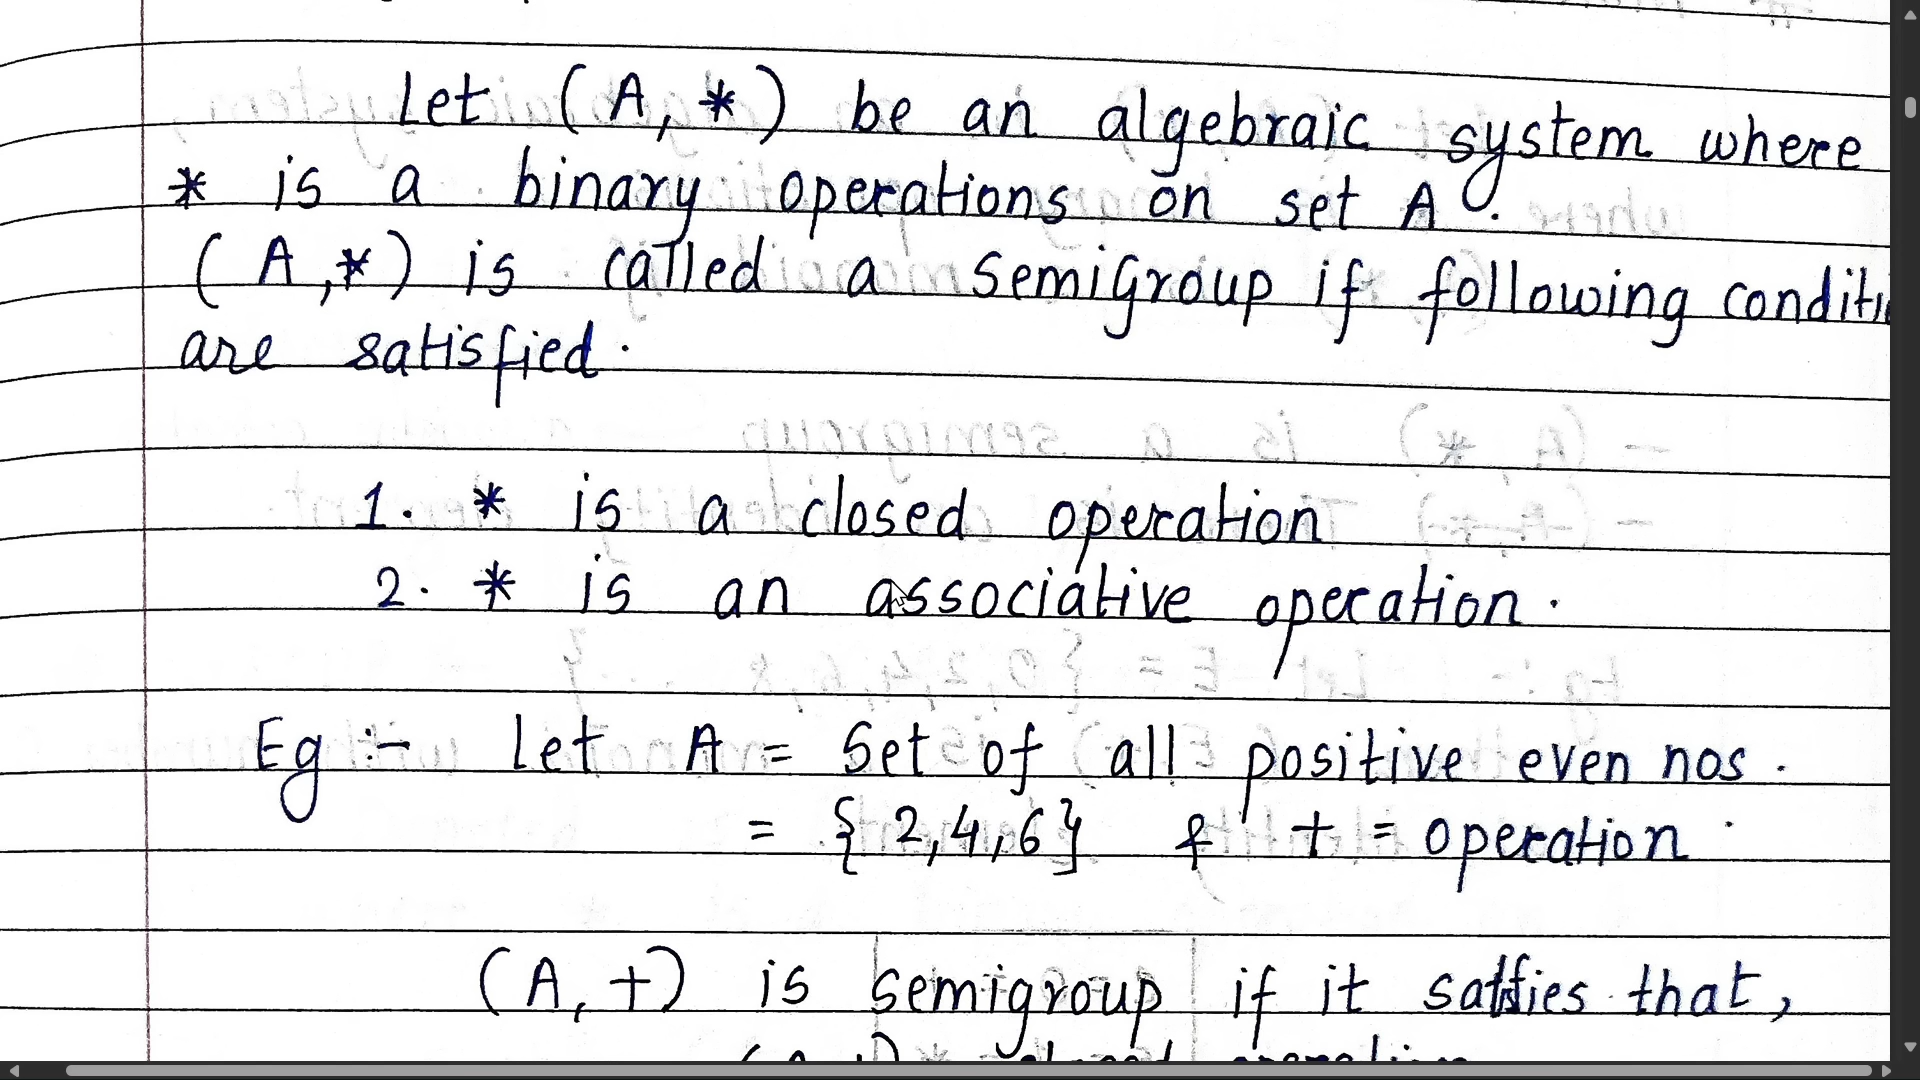 Let (A, *) be an algebraic system where
* is a binary operations on set A.
(A,*) is called a SemiGroup if following
are satisfied.
1. * is a closed operation
2. * is an associative operation.
Eg :- Let A = Set of all positive even nos.
= {2,4,6} & + = operation.
(A, +) is semigroup if it satisfies that,